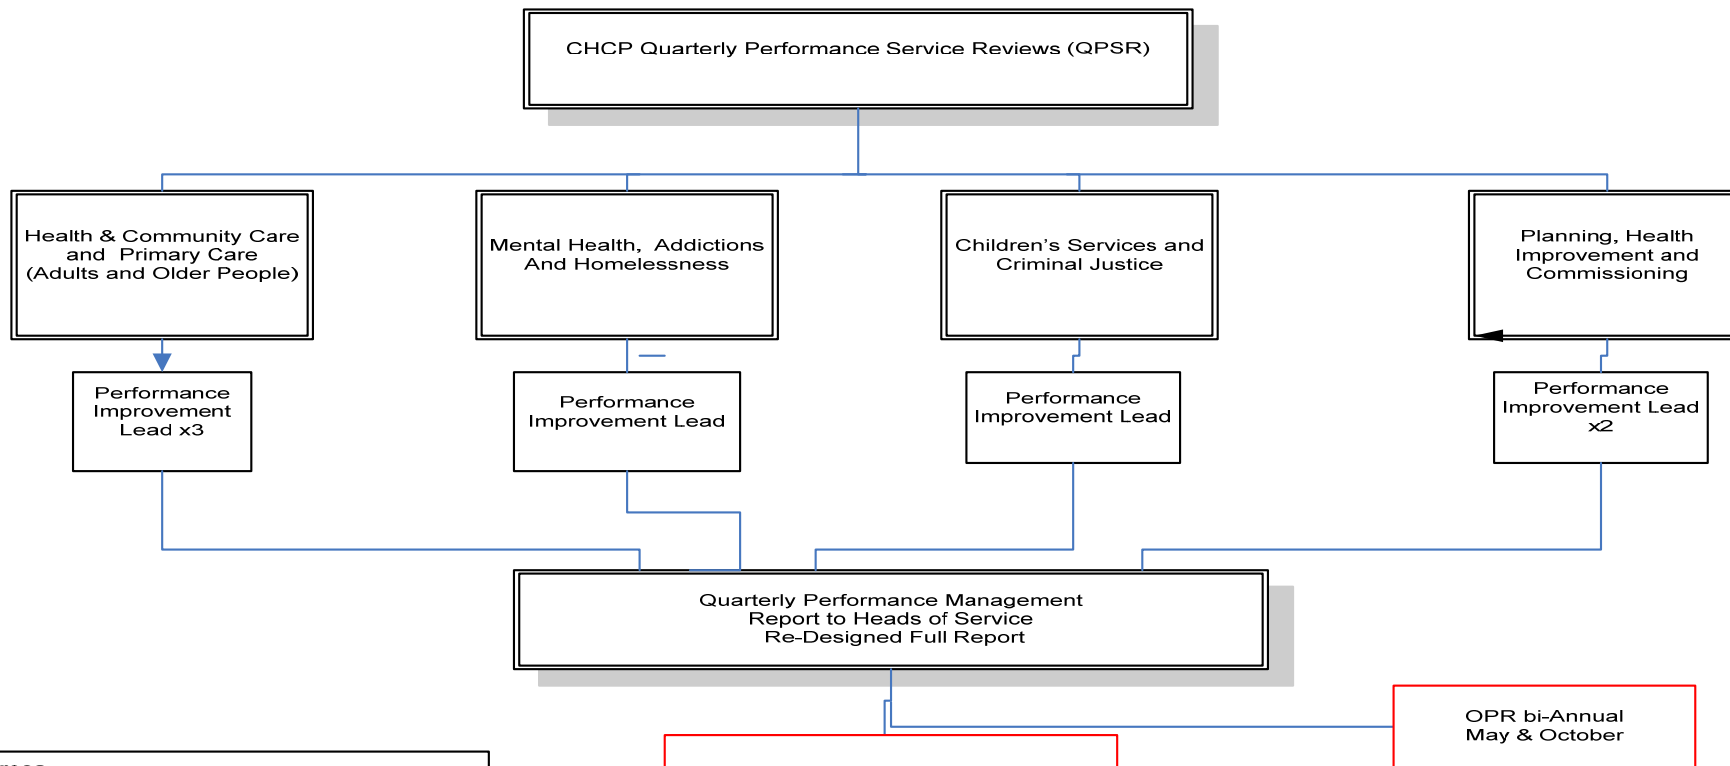 CHCP Quarterly Performance Service Reviews (QPSR)
Health & Community Care
and Primary Care
(Adults and Older People)
Mental Health, Addictions
And Homelessness
Children's Services and
Criminal Justice
Planning, Health
Improvement and
Commissioning
Performance
Improvement
Lead x3
Performance
Improvement Lead
Performance
Improvement Lead
Performance
Improvement Lead
x2
Quarterly Performance Management
Report to Heads of Service
Re-Designed Full Report
OPR bi-Annual
May & October